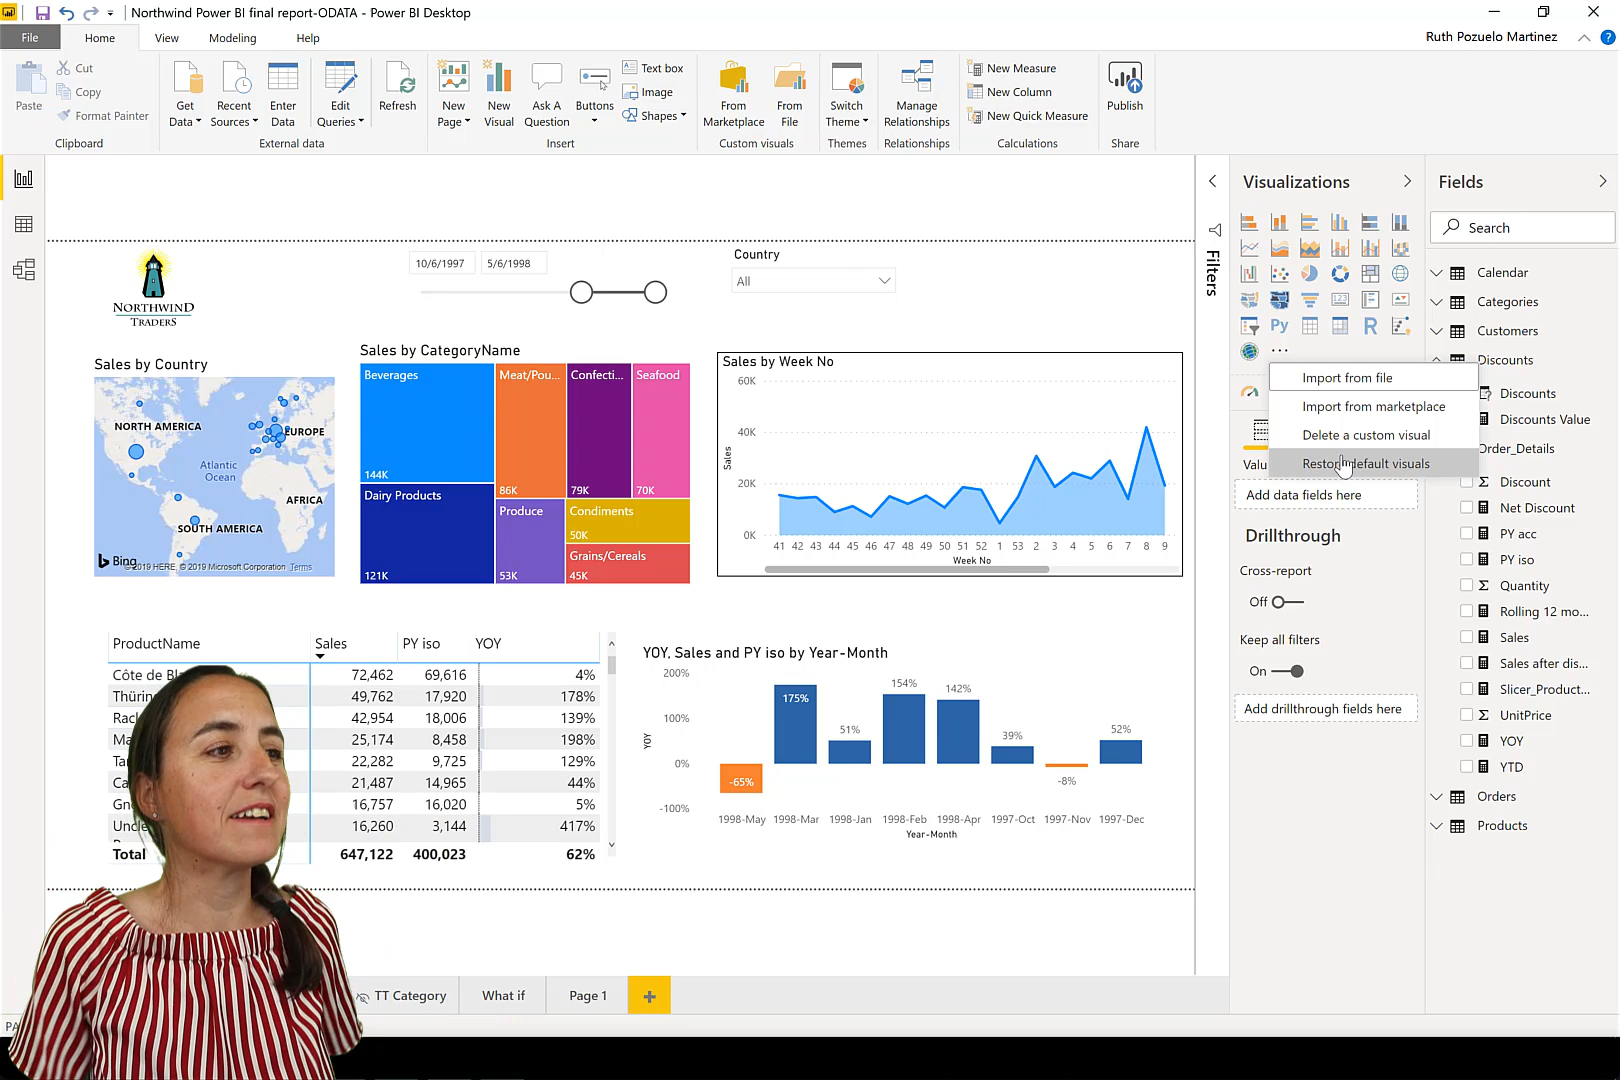 Northwind Power BI final report-ODATA - Power BI Desktop
File
Home
View
Modeling
Help
Ruth Pozuelo Martinez
?
Paste
Cut
Copy
Format Painter
Clipboard
Get Data
Recent Sources
Enter Data
Edit Queries
Refresh
External data
New Page
New Visual
Ask A Question
Buttons
Text box
Image
Shapes
Insert
From Marketplace
From File
Custom visuals
Switch Theme
Themes
Manage Relationships
Relationships
New Measure
New Column
New Quick Measure
Calculations
Publish
Share
NORTHWIND
TRADERS
10/6/1997
5/6/1998
Country
All
Sales by Country
NORTH AMERICA
EUROPE
Atlantic
Ocean
AFRICA
SOUTH AMERICA
Bing
© 2019 HERE, © 2019 Microsoft Corporation Terms
Sales by CategoryName
Beverages
144K
Dairy Products
121K
Meat/Pou...
86K
Confecti...
79K
Seafood
70K
Produce
53K
Condiments
50K
Grains/Cereals
45K
Sales by Week No
60K
40K
20K
0K
Sales
41 42 43 44 45 46 47 48 49 50 51 52 1 53 2 3 4 5 6 7 8 9
Week No
ProductName Sales PY iso YOY
Côte de Bla 72,462 69,616 4%
Thürin 49,762 17,920 178%
Rac 42,954 18,006 139%
Ma 25,174 8,458 198%
Ta 22,282 9,725 129%
Ca 21,487 14,965 44%
Gn 16,757 16,020 5%
Uncle 16,260 3,144 417%
Total 647,122 400,023 62%
YOY, Sales and PY iso by Year-Month
200%
100%
0%
-100%
YOY
-65%
175%
51%
154%
142%
39%
-8%
52%
1998-May 1998-Mar 1998-Jan 1998-Feb 1998-Apr 1997-Oct 1997-Nov 1997-Dec
Year-Month
TT Category
What if
Page 1
+
PA
Filters
Visualizations
Py
R
Import from file
Import from marketplace
Delete a custom visual
Restore default visuals
Valu
Add data fields here
Drillthrough
Cross-report
Off
Keep all filters
On
Add drillthrough fields here
Fields
Search
Calendar
Categories
Customers
Discounts
Discounts
Discounts Value
Order_Details
Discount
Net Discount
PY acc
PY iso
Quantity
Rolling 12 mo...
Sales
Sales after dis...
Slicer_Product...
UnitPrice
YOY
YTD
Orders
Products